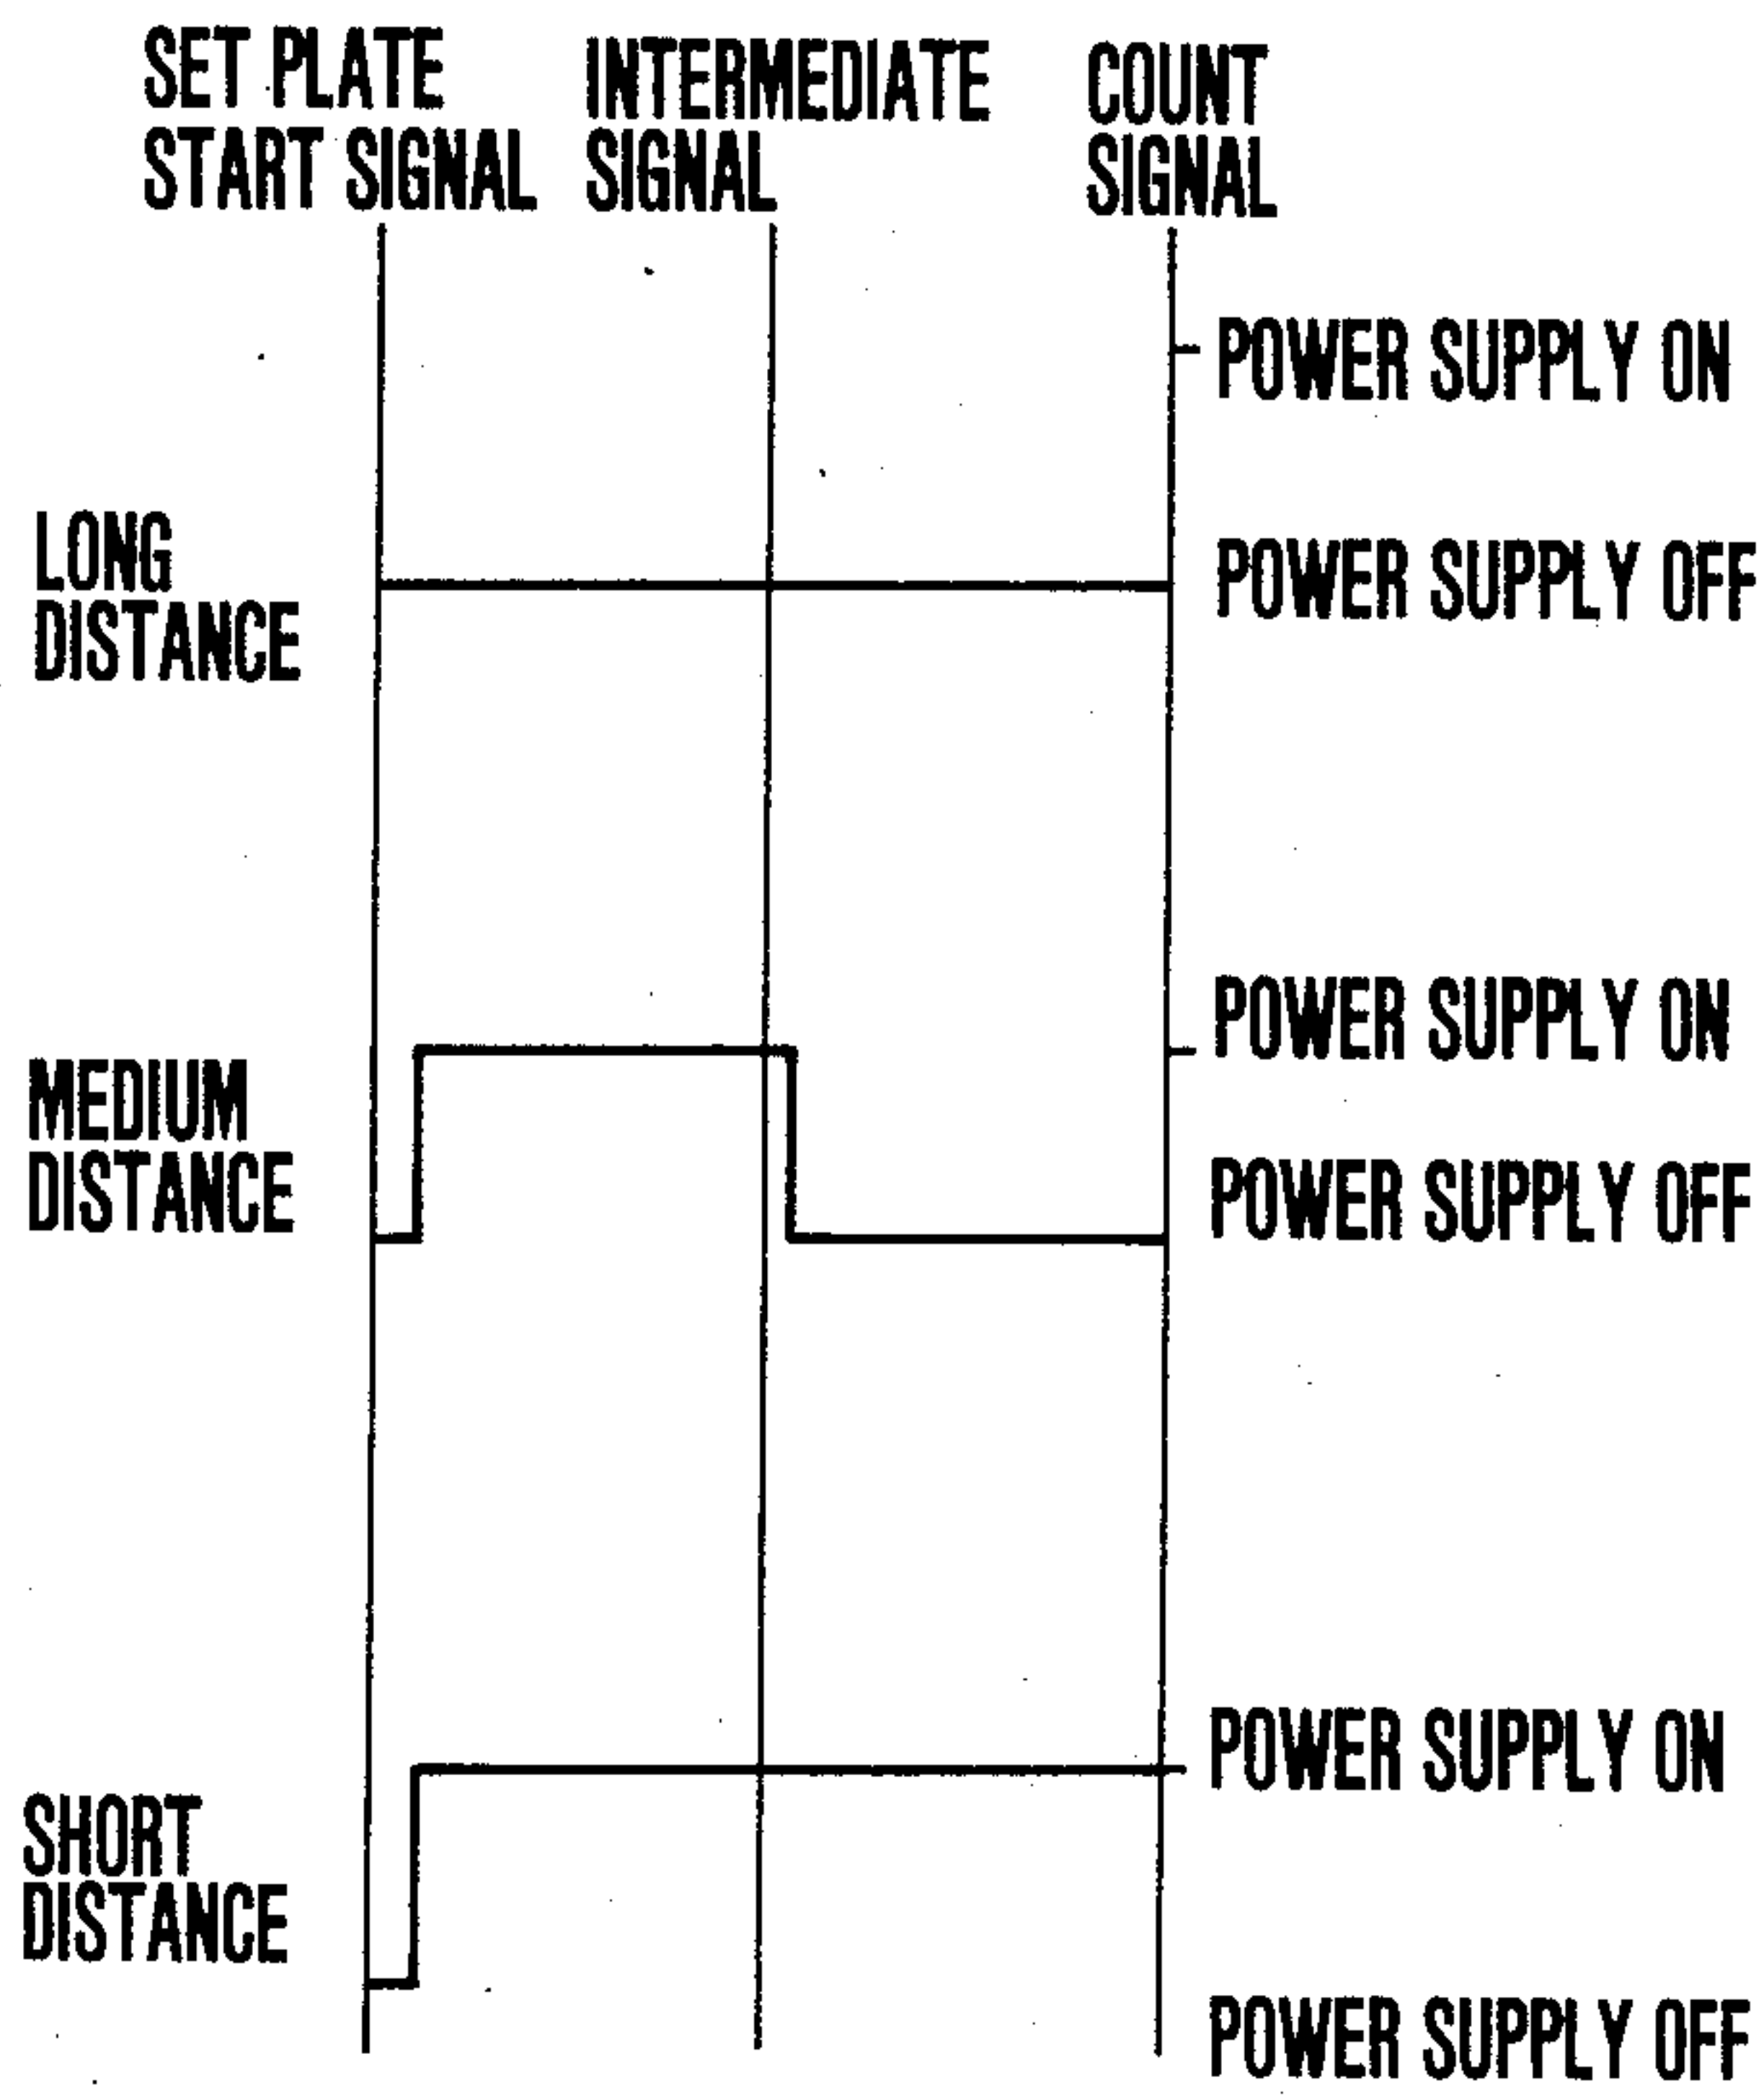 SET PLATE
START SIGNAL
INTERMEDIATE
SIGNAL
COUNT
SIGNAL
POWER SUPPLY ON
LONG
DISTANCE
POWER SUPPLY OFF
POWER SUPPLY ON
MEDIUM
DISTANCE
POWER SUPPLY OFF
POWER SUPPLY ON
SHORT
DISTANCE
POWER SUPPLY OFF